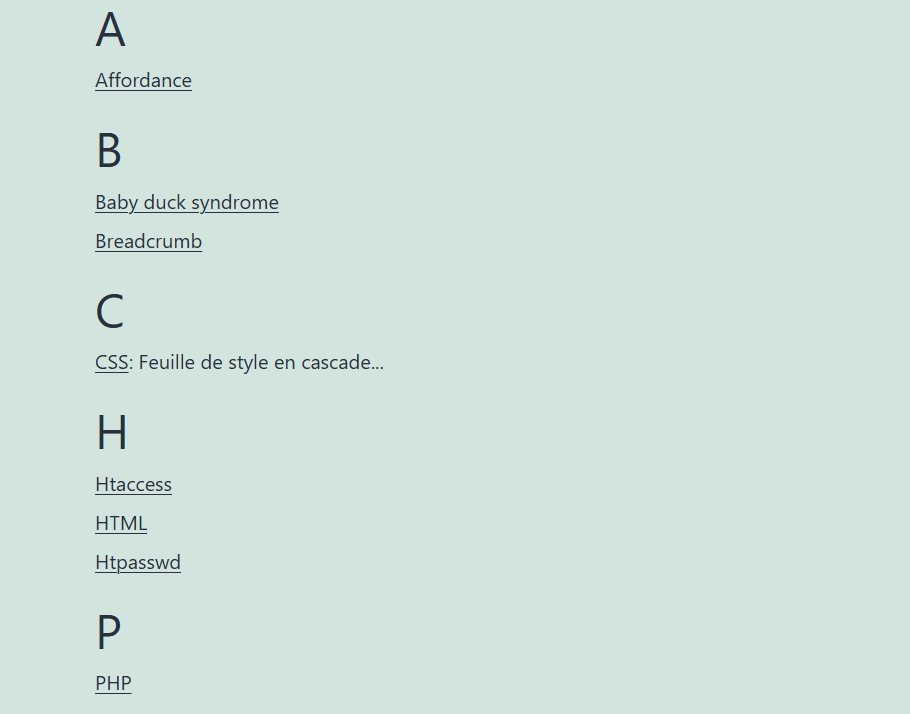 A
Affordance
B
Baby duck syndrome
Breadcrumb
C
CSS: Feuille de style en cascade...
H
Htaccess
HTML
Htpasswd
P
PHP